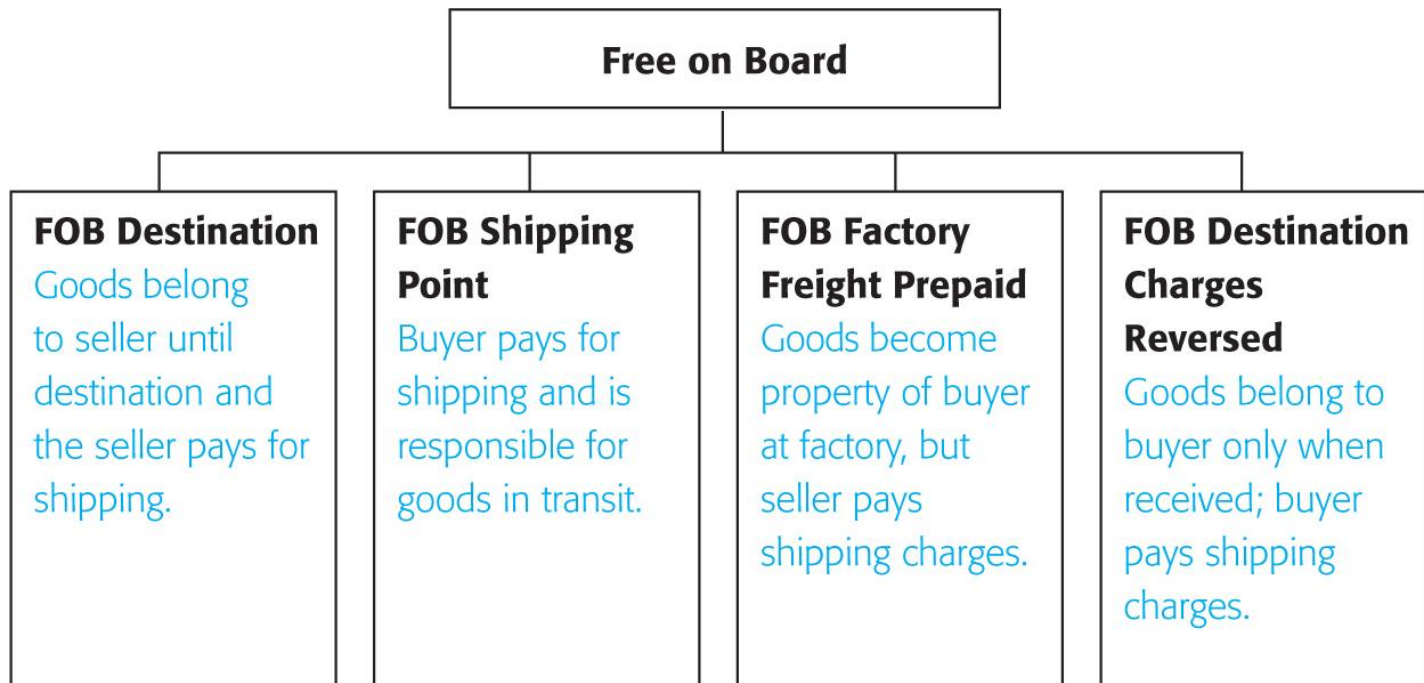 Free on Board
FOB Destination
Goods belong
to seller until
destination and
the seller pays for
shipping.
FOB Shipping
Point
Buyer pays for
shipping and is
responsible for
goods in transit.
FOB Factory
Freight Prepaid
Goods become
property of buyer
at factory, but
seller pays
shipping charges.
FOB Destination
Charges
Reversed
Goods belong to
buyer only when
received; buyer
pays shipping
charges.